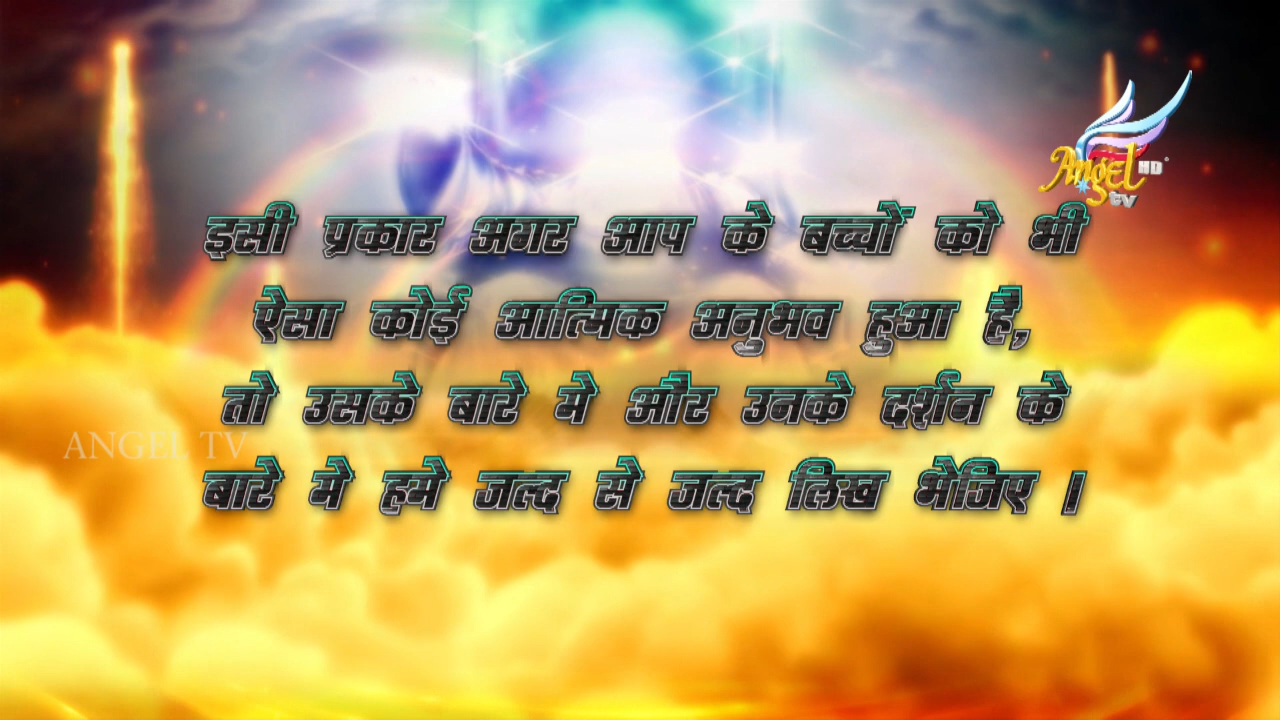 Angel HD
tv
इसी प्रकार अगर आप के बच्चों को भी
ऐसा कोई आत्मिक अनुभव हुआ है,
तो उसके बारे मे और उनके दर्शन के
ANGEL TV
बारे मे हमे जल्द से जल्द लिख भेजिए ।